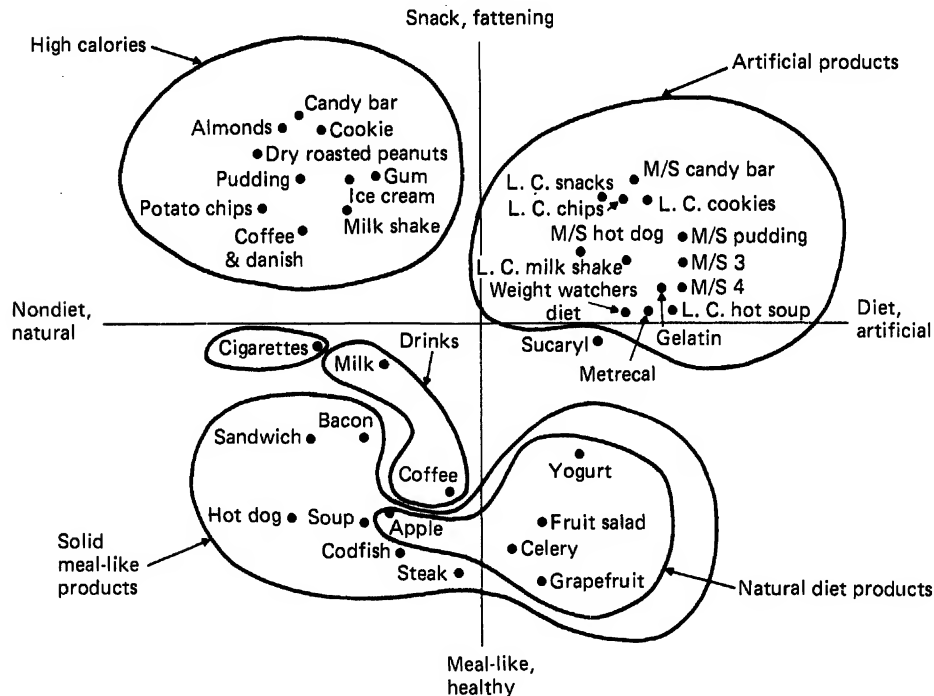 Snack, fattening
High calories
Artificial products
Candy bar
Almonds
Cookie
Dry roasted peanuts
Pudding
Gum
Ice cream
Potato chips
Milk shake
Coffee
& danish
M/S candy bar
L. C. snacks
L. C. chips
L. C. cookies
M/S hot dog
M/S pudding
M/S 3
L. C. milk shake
M/S 4
Weight watchers
diet
L. C. hot soup
Gelatin
Nondiet,
natural
Diet,
artificial
Cigarettes
Milk
Drinks
Sucaryl
Metrecal
Bacon
Sandwich
Coffee
Yogurt
Hot dog
Soup
Apple
Fruit salad
Codfish
Celery
Steak
Grapefruit
Solid
meal-like
products
Natural diet products
Meal-like,
healthy